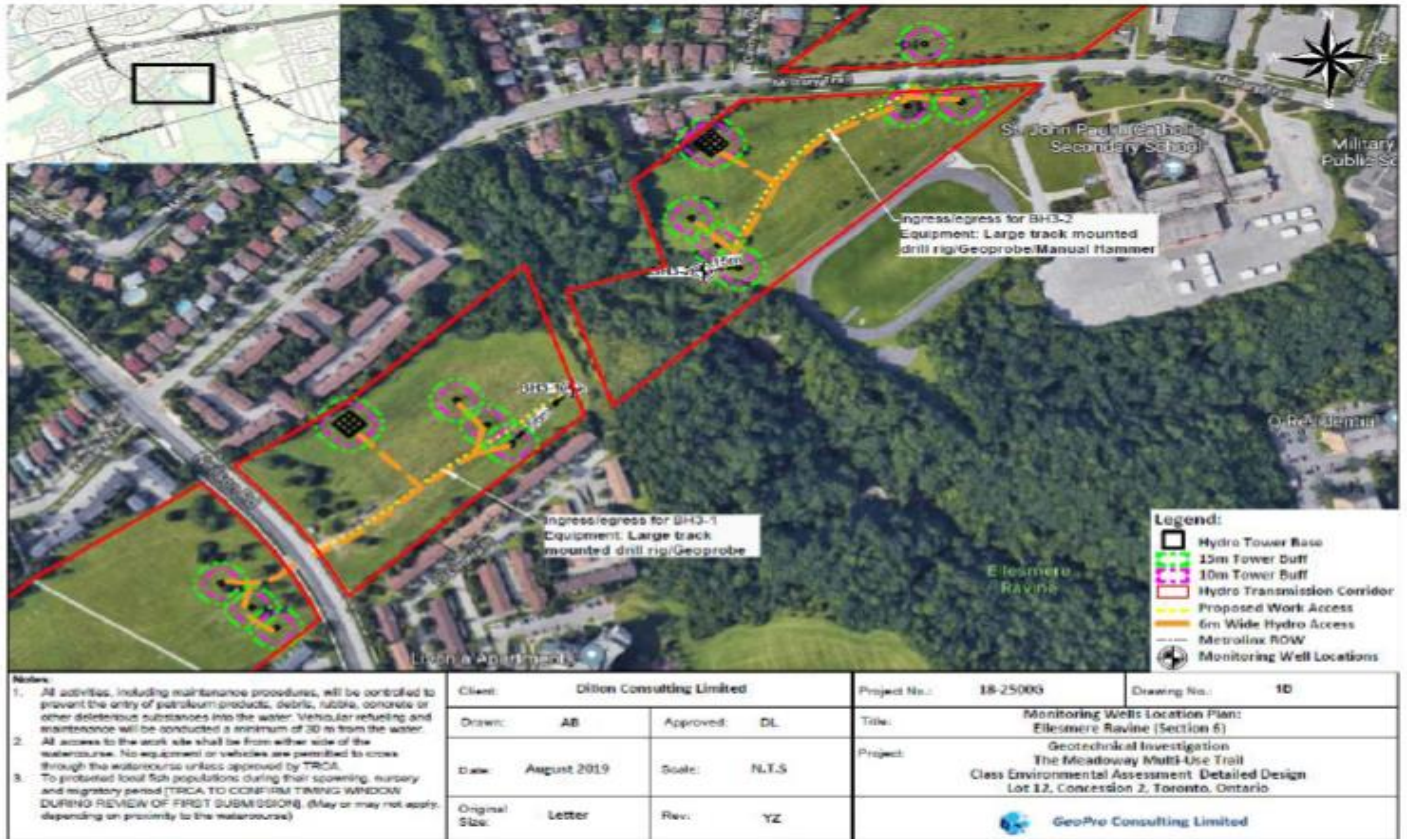 Military Trail
St. John Paul II Catholic
Secondary School
Military
Public Sc
Ingress/egress for BH3-2
Equipment: Large track mounted
drill rig/Geoprobe/Manual Hammer
15m
Ingress/egress for BH3-1
Equipment: Large track
mounted drill rig/Geoprobe
Ellesmere
Ravine
Apartments
Legend:
Hydro Tower Base
15m Tower Buff
10m Tower Buff
Hydro Transmission Corridor
Proposed Work Access
6m Wide Hydro Access
Metrolinx ROW
Monitoring Well Locations
Notes:
1. All activities, including maintenance procedures, will be controlled to
prevent the entry of petroleum products, debris, rubble, concrete or
other deleterious substances into the water. Vehicular refueling and
maintenance will be conducted a minimum of 30 m from the water.
2. All access to the work site shall be from either side of the
watercourse. No equipment or vehicles are permitted to cross
through the watercourse unless approved by TRCA.
3. To protected local fish populations during their spawning, nursery
and migratory period [TRCA TO CONFIRM TIMING WINDOW
DURING REVIEW OF FIRST SUBMISSION]. (May or may not apply,
depending on proximity to the watercourse)
Client: Dillon Consulting Limited
Drawn: AB Approved: DL
Date: August 2019 Scale: N.T.S
Original
Size: Letter Rev: YZ
Project No.: 18-2500G Drawing No.: 1D
Title: Monitoring Wells Location Plan:
Ellesmere Ravine (Section 6)
Project: Geotechnical Investigation
The Meadoway Multi-Use Trail
Class Environmental Assessment Detailed Design
Lot 12, Concession 2, Toronto, Ontario
GeoPro Consulting Limited